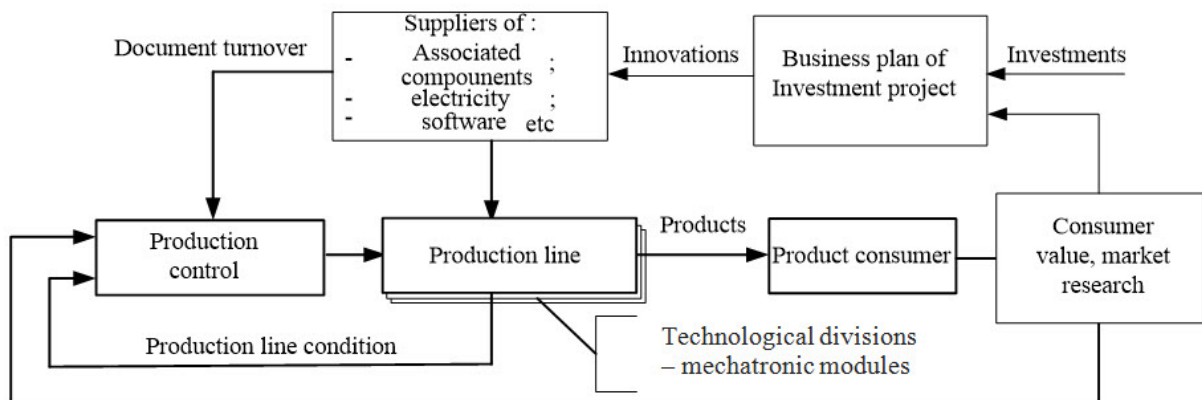 Document turnover
Suppliers of :
- Associated
compounents ;
- electricity ;
- software etc
Innovations
Business plan of
Investment project
Investments
Production
control
Production line
Products
Product consumer
Consumer
value, market
research
Production line condition
Technological divisions
– mechatronic modules